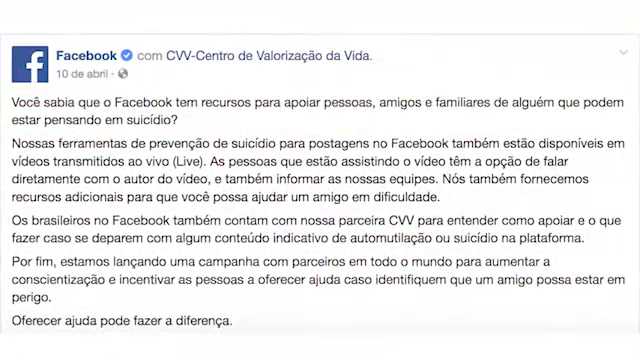 Facebook com CVV-Centro de Valorização da Vida.
10 de abril ·
Você sabia que o Facebook tem recursos para apoiar pessoas, amigos e familiares de alguém que podem
estar pensando em suicídio?
Nossas ferramentas de prevenção de suicídio para postagens no Facebook também estão disponíveis em
vídeos transmitidos ao vivo (Live). As pessoas que estão assistindo o vídeo têm a opção de falar
diretamente com o autor do vídeo, e também informar as nossas equipes. Nós também fornecemos
recursos adicionais para que você possa ajudar um amigo em dificuldade.
Os brasileiros no Facebook também contam com nossa parceira CVV para entender como apoiar e o que
fazer caso se deparem com algum conteúdo indicativo de automutilação ou suicídio na plataforma.
Por fim, estamos lançando uma campanha com parceiros em todo o mundo para aumentar a
conscientização e incentivar as pessoas a oferecer ajuda caso identifiquem que um amigo possa estar em
perigo.
Oferecer ajuda pode fazer a diferença.